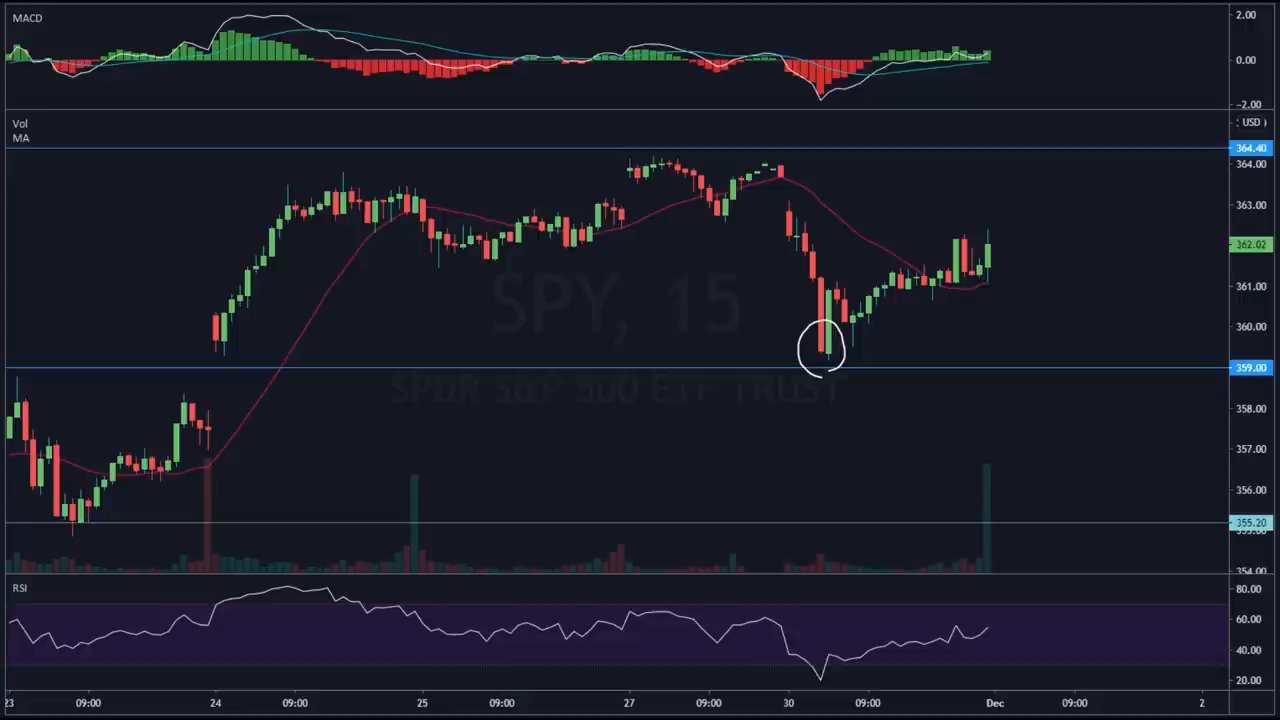 MACD
2.00
0.00
-2.00
Vol
USD
MA
364.40
364.00
363.00
362.02
361.00
SPY, 15
360.00
359.00
SPDR S&P 500 ETF TRUST
358.00
357.00
356.00
355.20
355.00
354.00
RSI
80.00
60.00
40.00
20.00
23 09:00 24 09:00 25 09:00 27 09:00 30 09:00 Dec 09:00 2